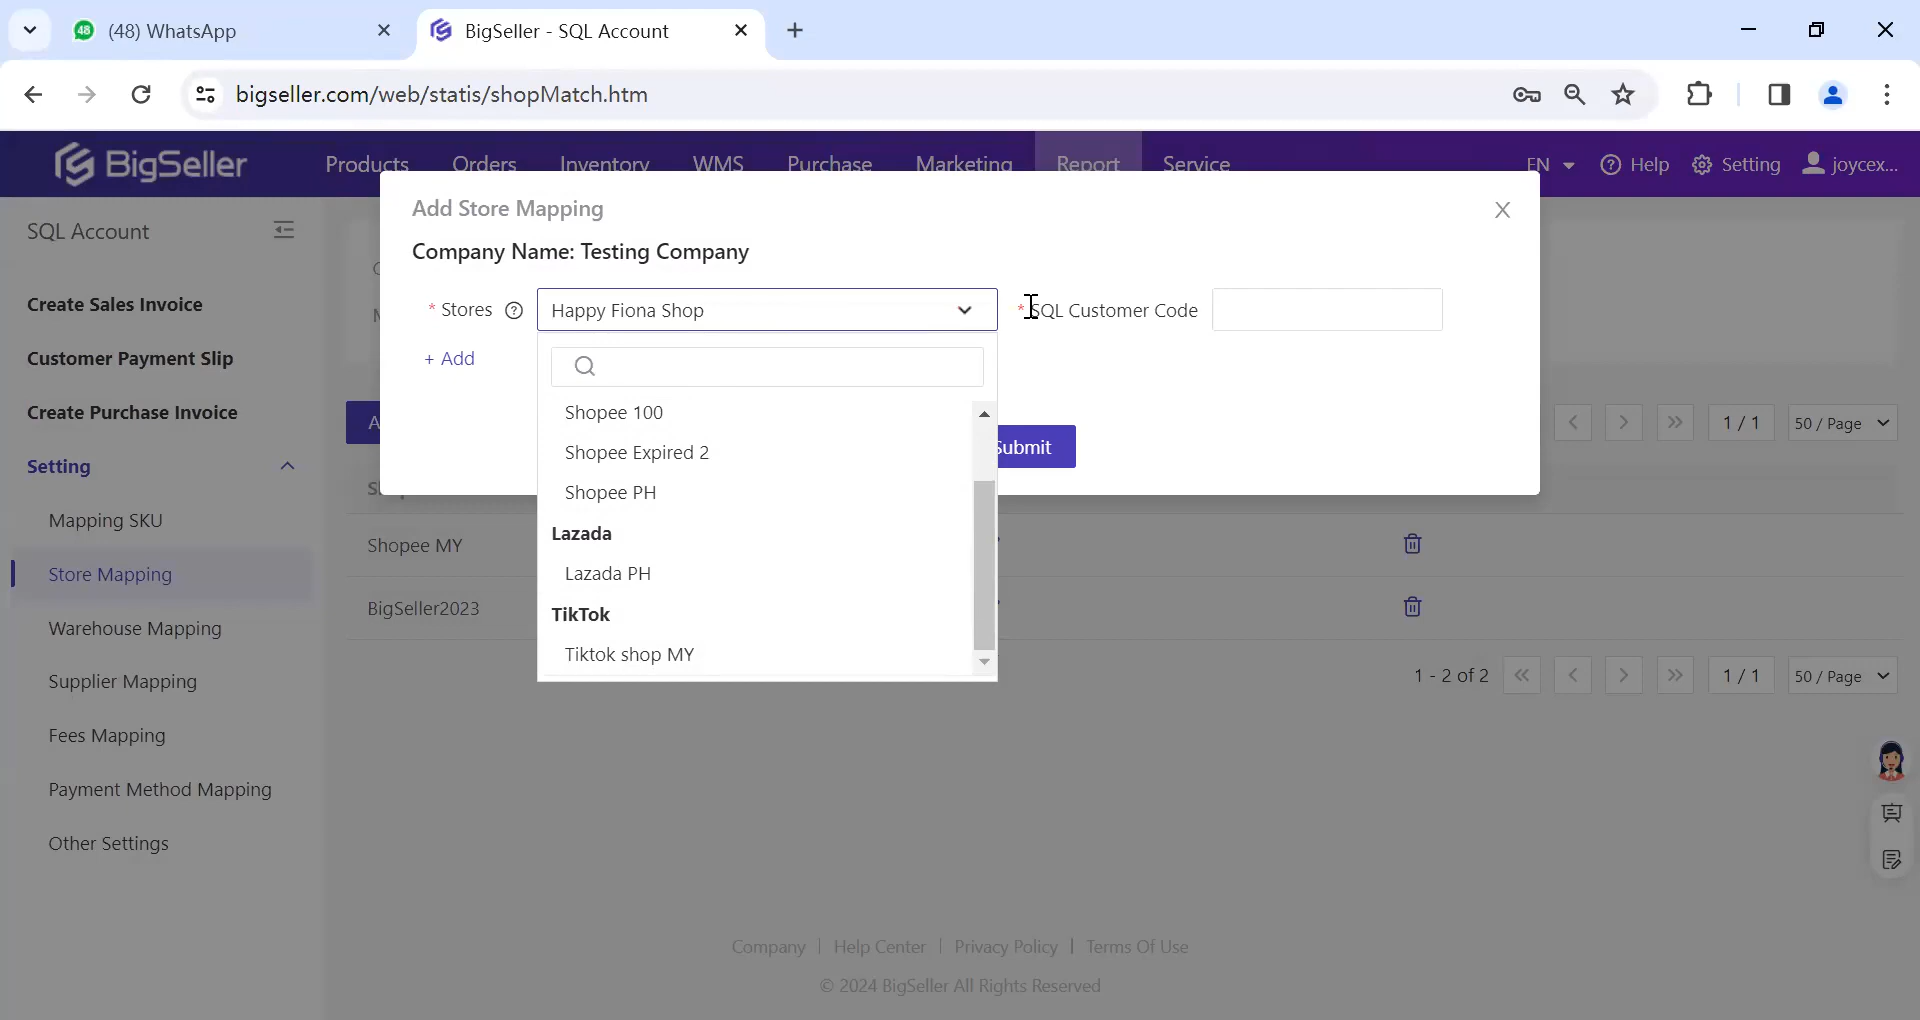 48
(48) WhatsApp
BigSeller - SQL Account
bigseller.com/web/statis/shopMatch.htm
BigSeller
Products
Orders
Inventory
WMS
Purchase
Marketing
Report
Service
EN
Help
Setting
joycex...
SQL Account
Create Sales Invoice
Customer Payment Slip
Create Purchase Invoice
Setting
Mapping SKU
Store Mapping
Warehouse Mapping
Supplier Mapping
Fees Mapping
Payment Method Mapping
Other Settings
Add Store Mapping
Company Name: Testing Company
* Stores
Happy Fiona Shop
* SQL Customer Code
+ Add
Submit
Shopee 100
Shopee Expired 2
Shopee PH
Lazada
Lazada PH
TikTok
Tiktok shop MY
1 / 1
50 / Page
Shopee MY
BigSeller2023
1 - 2 of 2
1 / 1
50 / Page
Company | Help Center | Privacy Policy | Terms Of Use
© 2024 BigSeller All Rights Reserved